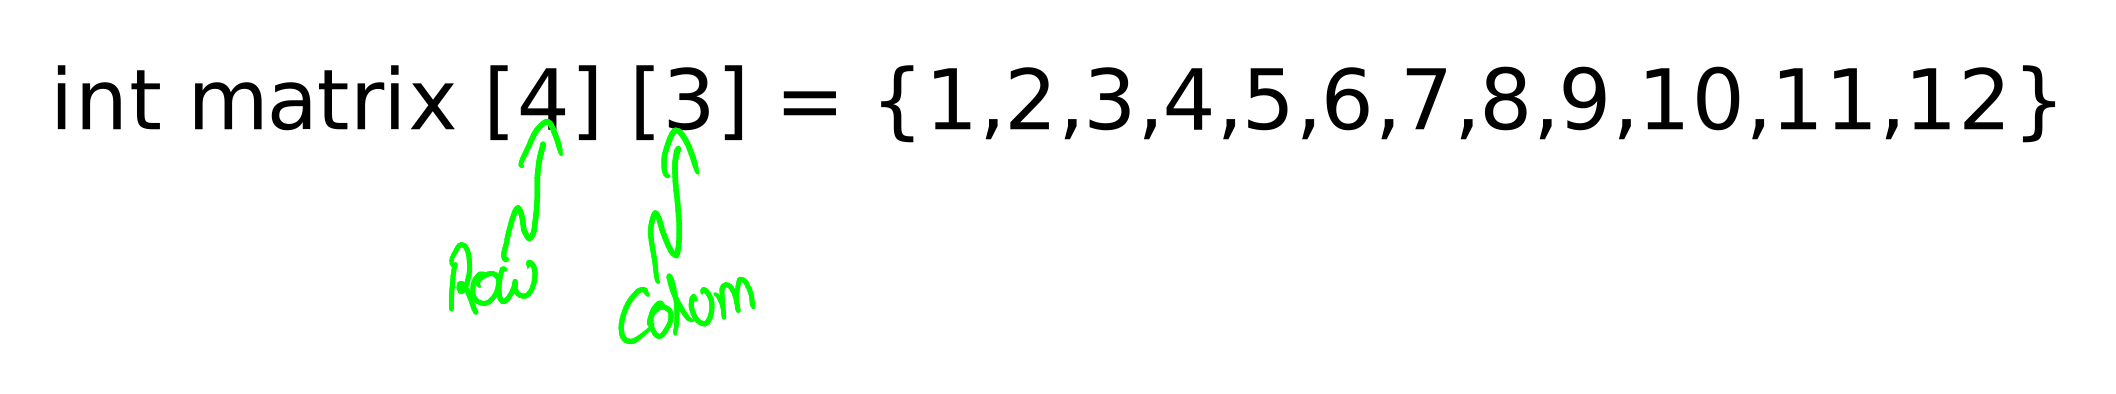 int matrix [4] [3] = {1,2,3,4,5,6,7,8,9,10,11,12}
Row
Colom